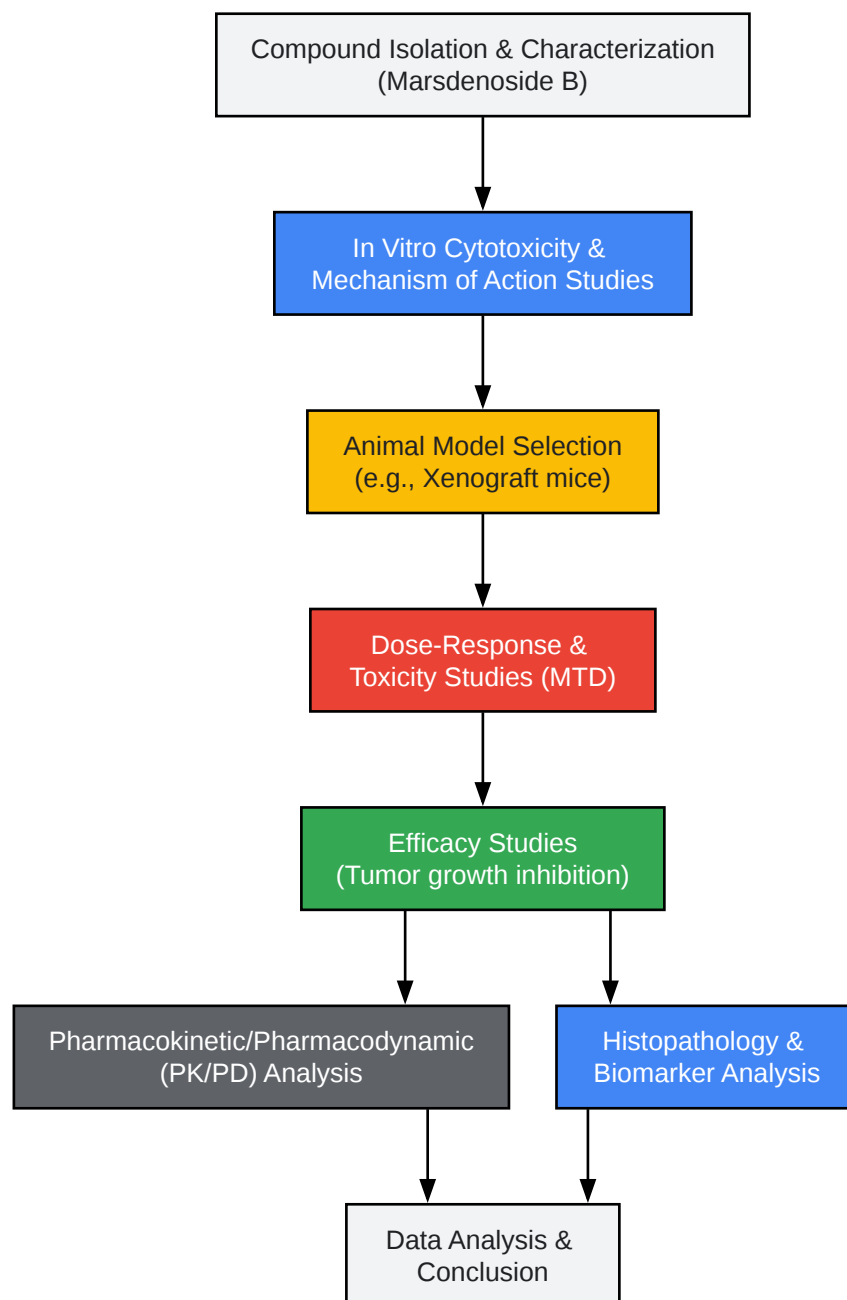 Compound Isolation & Characterization
(Marsdenoside B)
In Vitro Cytotoxicity &
Mechanism of Action Studies
Animal Model Selection
(e.g., Xenograft mice)
Dose-Response &
Toxicity Studies (MTD)
Efficacy Studies
(Tumor growth inhibition)
Pharmacokinetic/Pharmacodynamic
(PK/PD) Analysis
Histopathology &
Biomarker Analysis
Data Analysis &
Conclusion